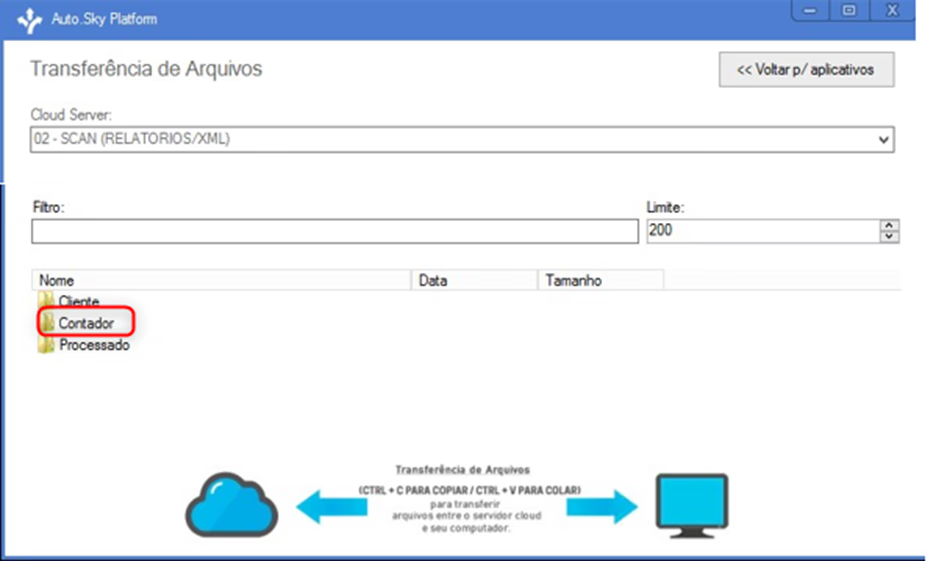 Auto.Sky Platform
Transferência de Arquivos
<< Voltar p/ aplicativos
Cloud Server:
02 - SCAN (RELATORIOS/XML)
Filtro:
Limite:
200
Nome Data Tamanho
Cliente
Contador
Processado
Transferência de Arquivos
(CTRL + C PARA COPIAR / CTRL + V PARA COLAR)
para transferir
arquivos entre o servidor cloud
e seu computador.